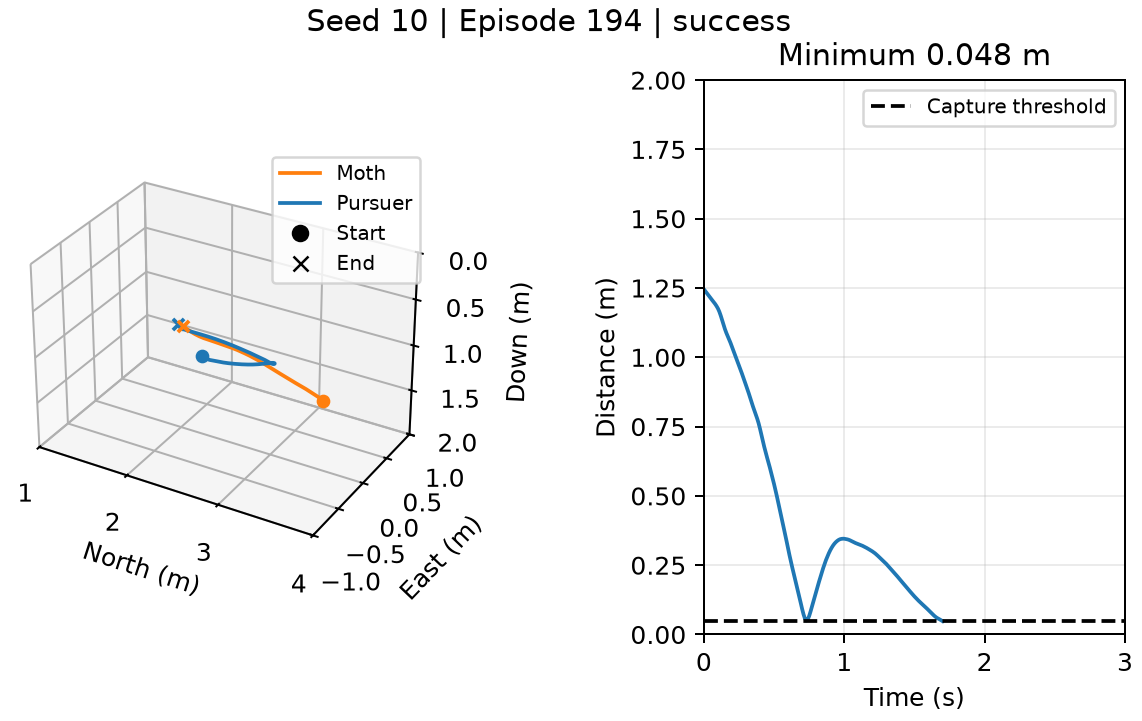 Seed 10 | Episode 194 | success
Minimum 0.048 m
Moth
Pursuer
Start
End
0.0
0.5
1.0
1.5
2.0
Down (m)
1
2
3
4
North (m)
−1.0
−0.5
0.0
0.5
1.0
East (m)
Capture threshold
2.00
1.75
1.50
1.25
1.00
0.75
0.50
0.25
0.00
Distance (m)
0
1
2
3
Time (s)